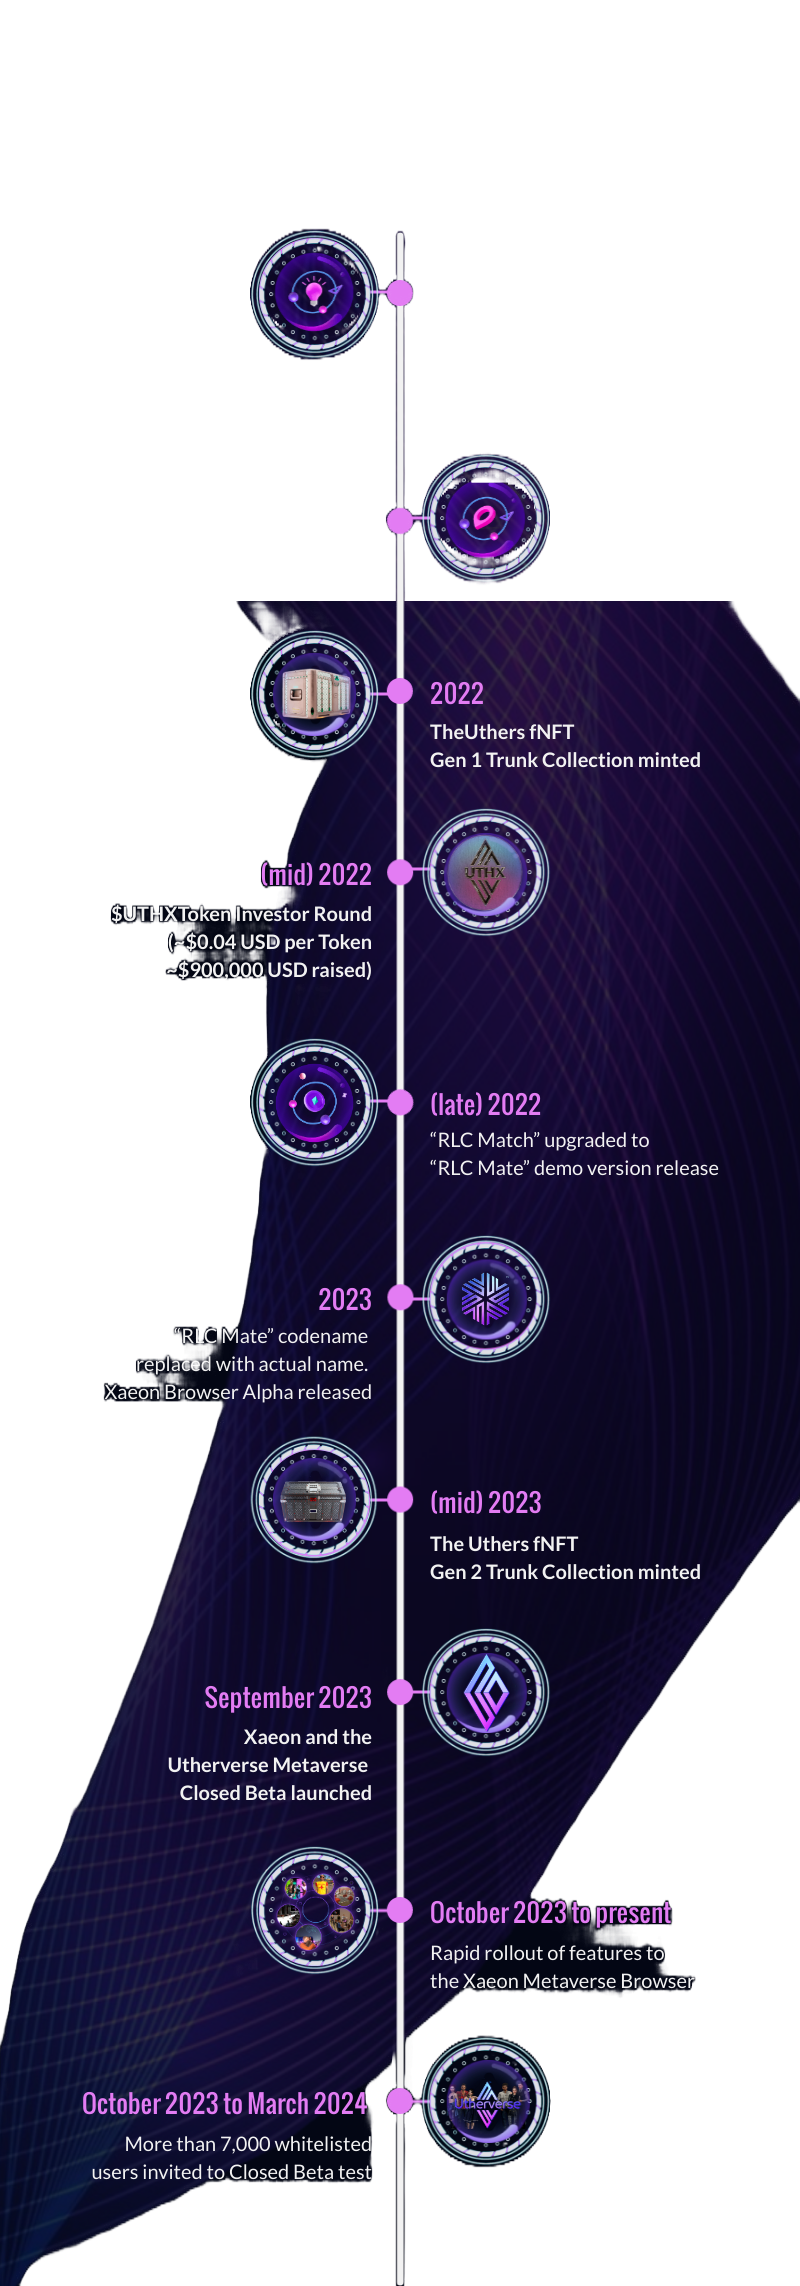 2022
TheUthers fNFT
Gen 1 Trunk Collection minted
UTHX
(mid) 2022
$UTHXToken Investor Round
(~$0.04 USD per Token
~$900,000 USD raised)
(late) 2022
“RLC Match” upgraded to
“RLC Mate” demo version release
2023
“RLC Mate” codename
replaced with actual name.
Xaeon Browser Alpha released
(mid) 2023
The Uthers fNFT
Gen 2 Trunk Collection minted
September 2023
Xaeon and the
Utherverse Metaverse
Closed Beta launched
October 2023 to present
Rapid rollout of features to
the Xaeon Metaverse Browser
Utherverse
October 2023 to March 2024
More than 7,000 whitelisted
users invited to Closed Beta test